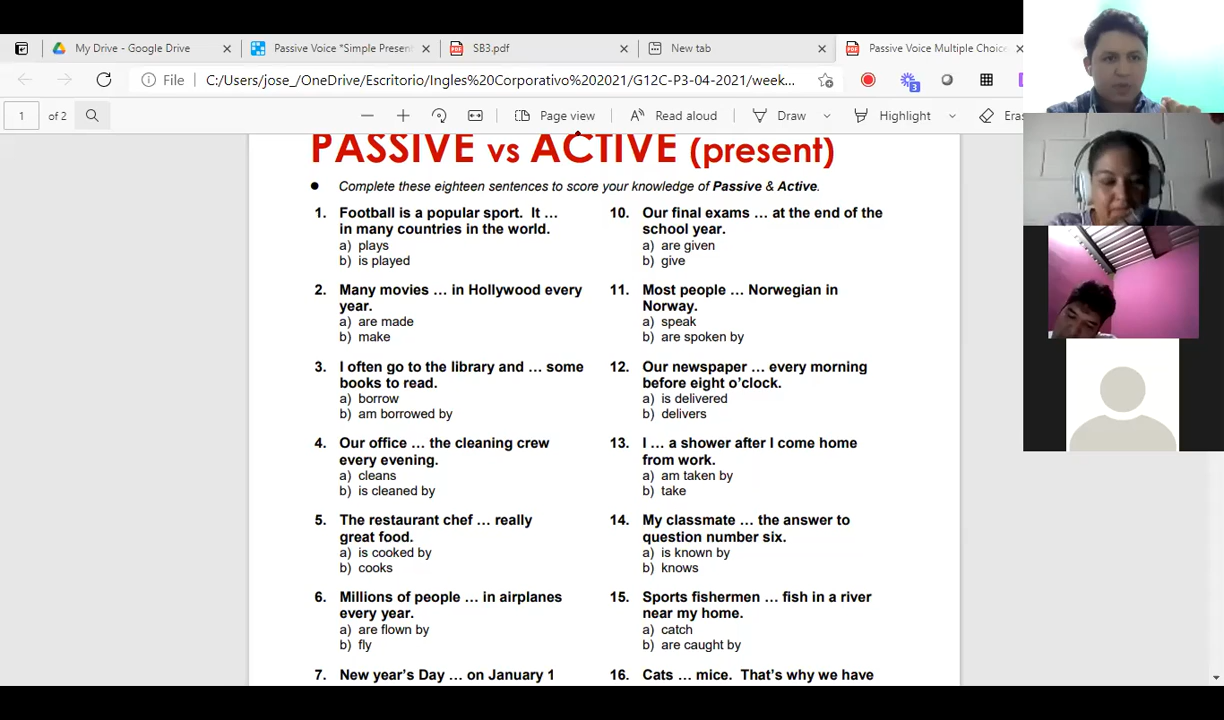 My Drive - Google Drive
Passive Voice *Simple Presen
SB3.pdf
New tab
Passive Voice Multiple Choice
File
C:/Users/jose_/OneDrive/Escritorio/Ingles%20Corporativo%202021/G12C-P3-04-2021/week...
3
1 of 2
Page view
Read aloud
Draw
Highlight
Eras
PASSIVE vs ACTIVE (present)
● Complete these eighteen sentences to score your knowledge of Passive & Active.
1. Football is a popular sport. It …
in many countries in the world.
a) plays
b) is played
2. Many movies … in Hollywood every
year.
a) are made
b) make
3. I often go to the library and … some
books to read.
a) borrow
b) am borrowed by
4. Our office … the cleaning crew
every evening.
a) cleans
b) is cleaned by
5. The restaurant chef … really
great food.
a) is cooked by
b) cooks
6. Millions of people … in airplanes
every year.
a) are flown by
b) fly
7. New year’s Day … on January 1
10. Our final exams … at the end of the
school year.
a) are given
b) give
11. Most people … Norwegian in
Norway.
a) speak
b) are spoken by
12. Our newspaper … every morning
before eight o’clock.
a) is delivered
b) delivers
13. I … a shower after I come home
from work.
a) am taken by
b) take
14. My classmate … the answer to
question number six.
a) is known by
b) knows
15. Sports fishermen … fish in a river
near my home.
a) catch
b) are caught by
16. Cats … mice. That’s why we have